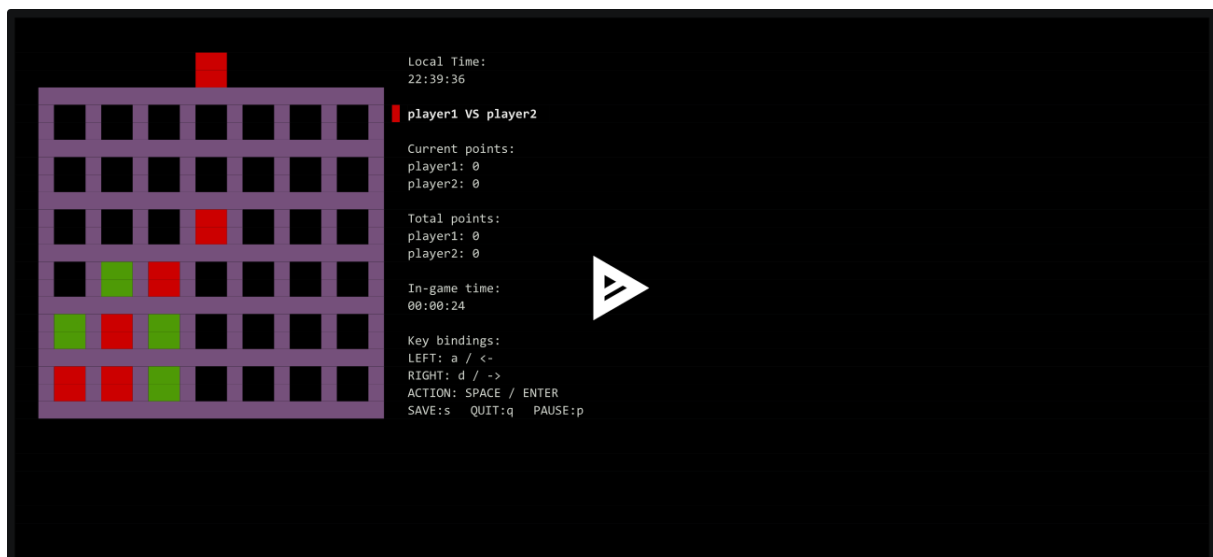 Local Time:
22:39:36
player1 VS player2
Current points:
player1: 0
player2: 0
Total points:
player1: 0
player2: 0
In-game time:
00:00:24
Key bindings:
LEFT: a / <-
RIGHT: d / ->
ACTION: SPACE / ENTER
SAVE:s QUIT:q PAUSE:p